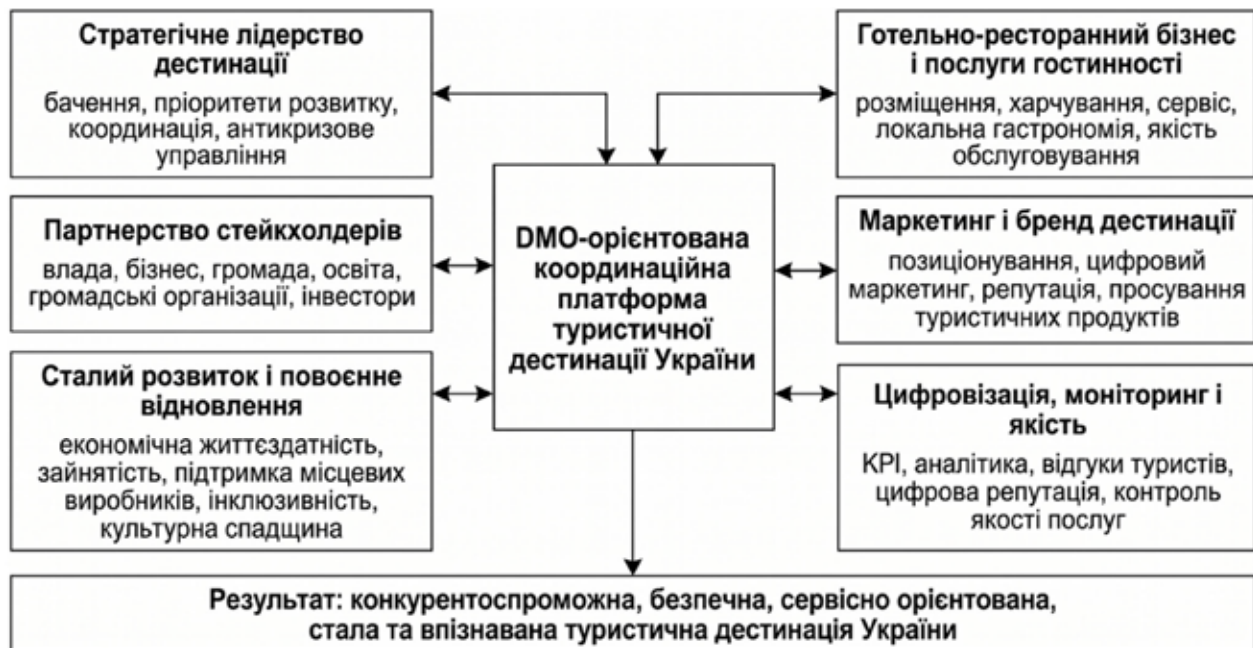 Стратегічне лідерство
дестинації
бачення, пріоритети розвитку,
координація, антикризове
управління
Партнерство стейкхолдерів
влада, бізнес, громада, освіта,
громадські організації, інвестори
Сталий розвиток і повоєнне
відновлення
економічна життєздатність,
зайнятість, підтримка місцевих
виробників, інклюзивність,
культурна спадщина
DMO-орієнтована
координаційна
платформа
туристичної
дестинації України
Готельно-ресторанний бізнес
і послуги гостинності
розміщення, харчування, сервіс,
локальна гастрономія, якість
обслуговування
Маркетинг і бренд дестинації
позиціонування, цифровий
маркетинг, репутація, просування
туристичних продуктів
Цифровізація, моніторинг і
якість
KPI, аналітика, відгуки туристів,
цифрова репутація, контроль
якості послуг
Результат: конкурентоспроможна, безпечна, сервісно орієнтована,
стала та впізнавана туристична дестинація України